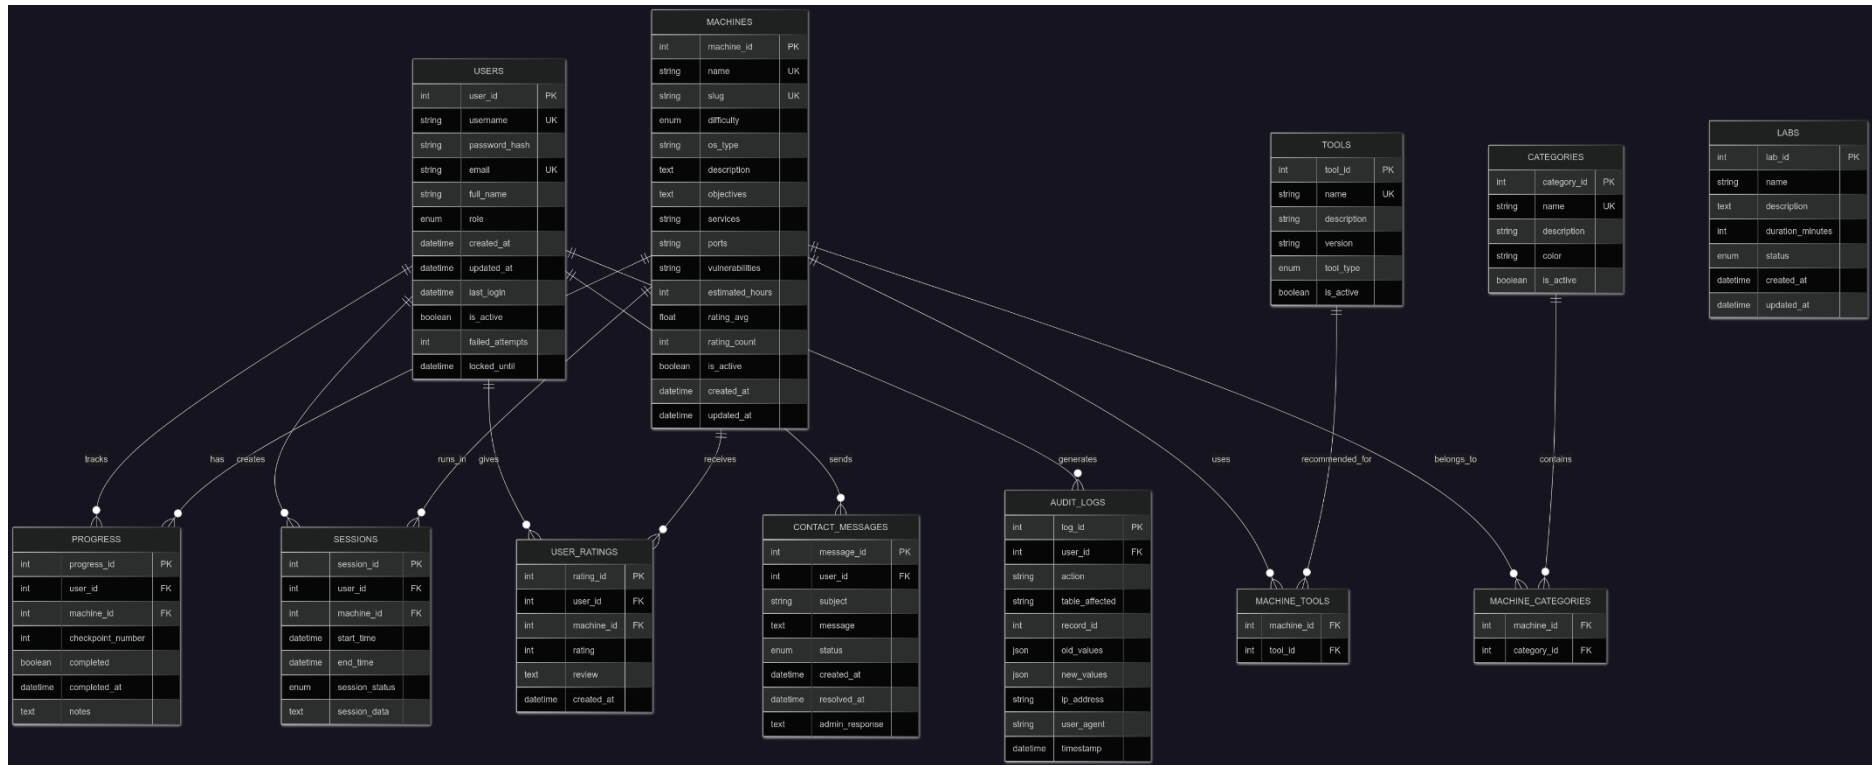 USERS
int user_id PK
string username UK
string password_hash
string email UK
string full_name
enum role
datetime created_at
datetime updated_at
datetime last_login
boolean is_active
int failed_attempts
datetime locked_until
MACHINES
int machine_id PK
string name UK
string slug UK
enum difficulty
string os_type
text description
text objectives
string services
string ports
string vulnerabilities
int estimated_hours
float rating_avg
int rating_count
boolean is_active
datetime created_at
datetime updated_at
TOOLS
int tool_id PK
string name UK
string description
string version
enum tool_type
boolean is_active
CATEGORIES
int category_id PK
string name UK
string description
string color
boolean is_active
LABS
int lab_id PK
string name
text description
int duration_minutes
enum status
datetime created_at
datetime updated_at
tracks
has
creates
runs_in
gives
receives
sends
generates
uses
recommended_for
belongs_to
contains
PROGRESS
int progress_id PK
int user_id FK
int machine_id FK
int checkpoint_number
boolean completed
datetime completed_at
text notes
SESSIONS
int session_id PK
int user_id FK
int machine_id FK
datetime start_time
datetime end_time
enum session_status
text session_data
USER_RATINGS
int rating_id PK
int user_id FK
int machine_id FK
int rating
text review
datetime created_at
CONTACT_MESSAGES
int message_id PK
int user_id FK
string subject
text message
enum status
datetime created_at
datetime resolved_at
text admin_response
AUDIT_LOGS
int log_id PK
int user_id FK
string action
string table_affected
int record_id
json old_values
json new_values
string ip_address
string user_agent
datetime timestamp
MACHINE_TOOLS
int machine_id FK
int tool_id FK
MACHINE_CATEGORIES
int machine_id FK
int category_id FK